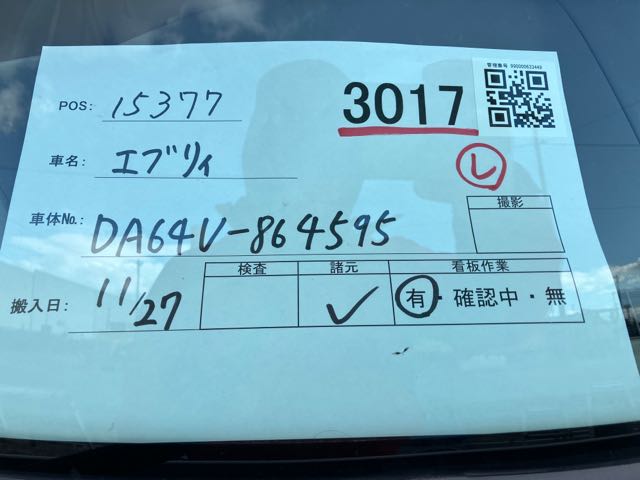 管理番号 990000633449
POS: 15377
3017
車名: エブリィ
レ
車体No.: DA64V-864595
撮影
搬入日: 11/27
検査 諸元 看板作業
✓ 有・確認中・無